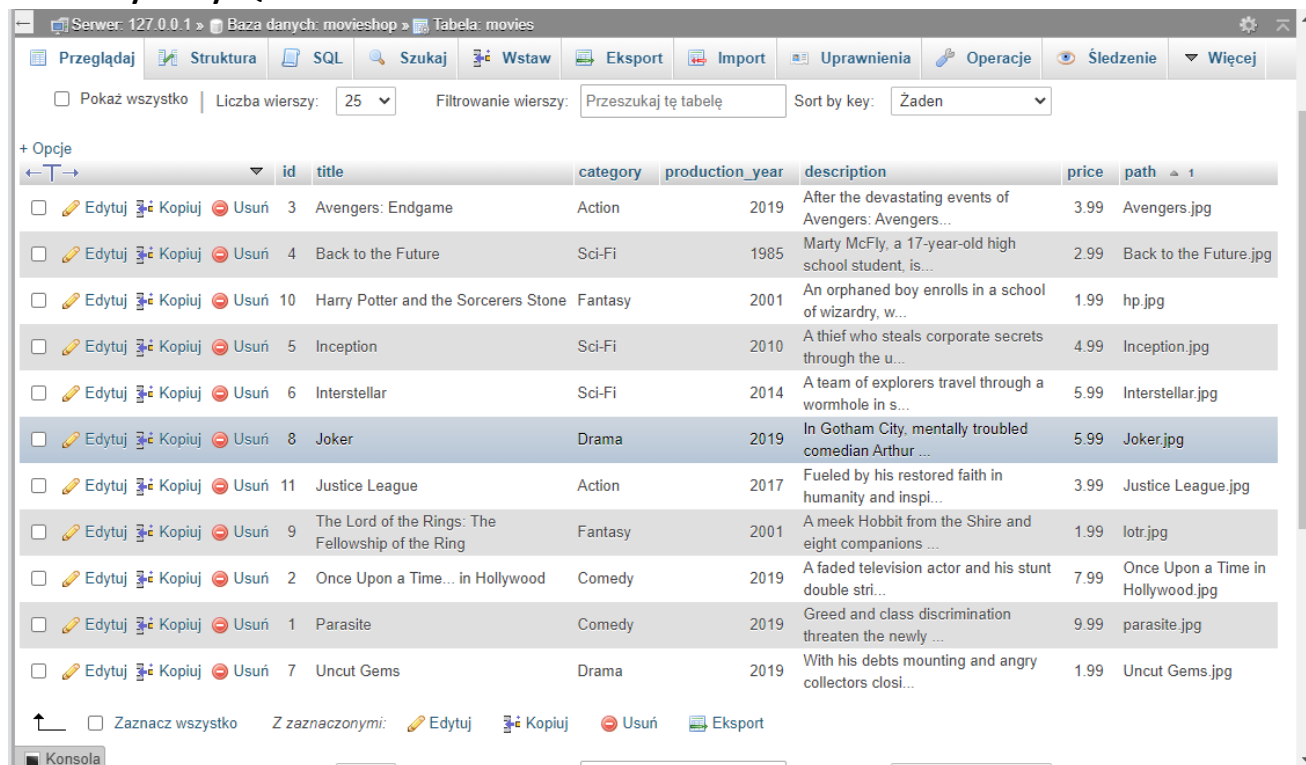 Serwer: 127.0.0.1 » Baza danych: movieshop » Tabela: movies
Przeglądaj Struktura SQL Szukaj Wstaw Eksport Import Uprawnienia Operacje Śledzenie Więcej
Pokaż wszystko | Liczba wierszy: 25 Filtrowanie wierszy: Przeszukaj tę tabelę Sort by key: Żaden
+ Opcje
←T→ id title category production_year description price path 1
Edytuj Kopiuj Usuń 3 Avengers: Endgame Action 2019 After the devastating events of
Avengers: Avengers... 3.99 Avengers.jpg
Edytuj Kopiuj Usuń 4 Back to the Future Sci-Fi 1985 Marty McFly, a 17-year-old high
school student, is... 2.99 Back to the Future.jpg
Edytuj Kopiuj Usuń 10 Harry Potter and the Sorcerers Stone Fantasy 2001 An orphaned boy enrolls in a school
of wizardry, w... 1.99 hp.jpg
Edytuj Kopiuj Usuń 5 Inception Sci-Fi 2010 A thief who steals corporate secrets
through the u... 4.99 Inception.jpg
Edytuj Kopiuj Usuń 6 Interstellar Sci-Fi 2014 A team of explorers travel through a
wormhole in s... 5.99 Interstellar.jpg
Edytuj Kopiuj Usuń 8 Joker Drama 2019 In Gotham City, mentally troubled
comedian Arthur ... 5.99 Joker.jpg
Edytuj Kopiuj Usuń 11 Justice League Action 2017 Fueled by his restored faith in
humanity and inspi... 3.99 Justice League.jpg
Edytuj Kopiuj Usuń 9 The Lord of the Rings: The
Fellowship of the Ring Fantasy 2001 A meek Hobbit from the Shire and
eight companions ... 1.99 lotr.jpg
Edytuj Kopiuj Usuń 2 Once Upon a Time... in Hollywood Comedy 2019 A faded television actor and his stunt
double stri... 7.99 Once Upon a Time in
Hollywood.jpg
Edytuj Kopiuj Usuń 1 Parasite Comedy 2019 Greed and class discrimination
threaten the newly ... 9.99 parasite.jpg
Edytuj Kopiuj Usuń 7 Uncut Gems Drama 2019 With his debts mounting and angry
collectors closi... 1.99 Uncut Gems.jpg
Zaznacz wszystko Z zaznaczonymi: Edytuj Kopiuj Usuń Eksport
Konsola